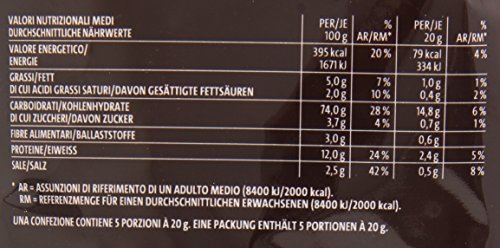 VALORI NUTRIZIONALI MEDI PER/JE % PER/JE %
DURCHSCHNITTLICHE NÄHRWERTE 100 g AR/RM* 20 g AR/RM*
VALORE ENERGETICO/ 395 kcal 20 % 79 kcal 4%
ENERGIE 1671 kJ 334 kJ
GRASSI/FETT 5,0 g 7 % 1,0 g 1%
DI CUI ACIDI GRASSI SATURI/DAVON GESÄTTIGTE FETTSÄUREN 2,0 g 10 % 0,4 g 2%
CARBOIDRATI/KOHLENHYDRATE 74,0 g 28 % 14,8 g 6%
DI CUI ZUCCHERI/DAVON ZUCKER 3,7 g 4 % 0,7 g 1%
FIBRE ALIMENTARI/BALLASTSTOFFE 3,0 g 0,6 g
PROTEINE/EIWEISS 12,0 g 24 % 2,4 g 5%
SALE/SALZ 2,5 g 42 % 0,5 g 8%
* AR = ASSUNZIONI DI RIFERIMENTO DI UN ADULTO MEDIO (8400 kJ/2000 kcal).
RM = REFERENZMENGE FÜR EINEN DURCHSCHNITTLICHEN ERWACHSENEN (8400 kJ/2000 kcal).
UNA CONFEZIONE CONTIENE 5 PORZIONI À 20 g. EINE PACKUNG ENTHÄLT 5 PORTIONEN À 20 g.